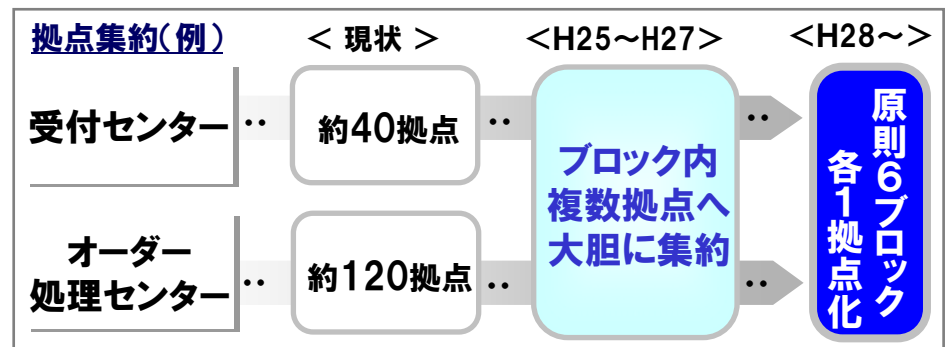 拠点集約(例)
＜ 現状 ＞
＜H25～H27＞
＜H28～＞
受付センター
約40拠点
オーダー
処理センター
約120拠点
ブロック内
複数拠点へ
大胆に集約
原則6ブロック
各1拠点化